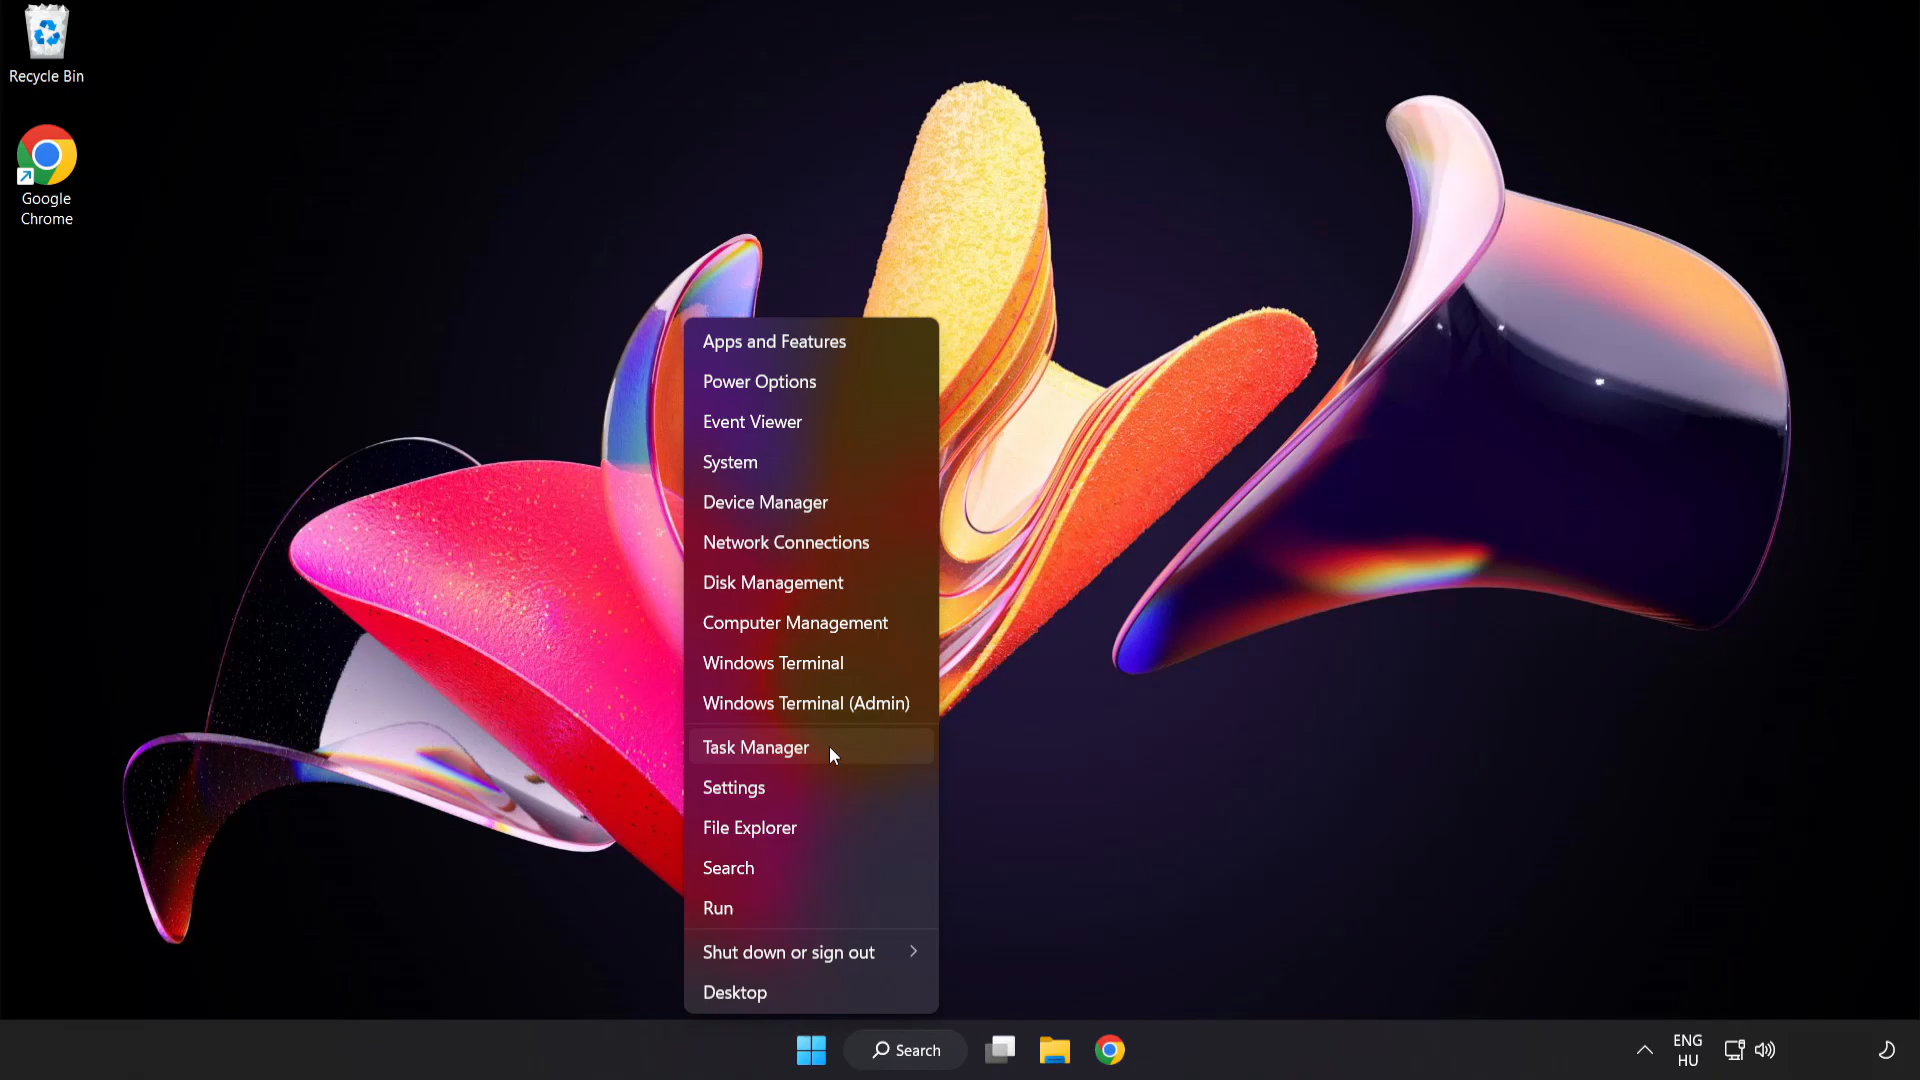 Recycle Bin
Google
Chrome
Apps and Features
Power Options
Event Viewer
System
Device Manager
Network Connections
Disk Management
Computer Management
Windows Terminal
Windows Terminal (Admin)
Task Manager
Settings
File Explorer
Search
Run
Shut down or sign out
Desktop
Search
ENG
HU